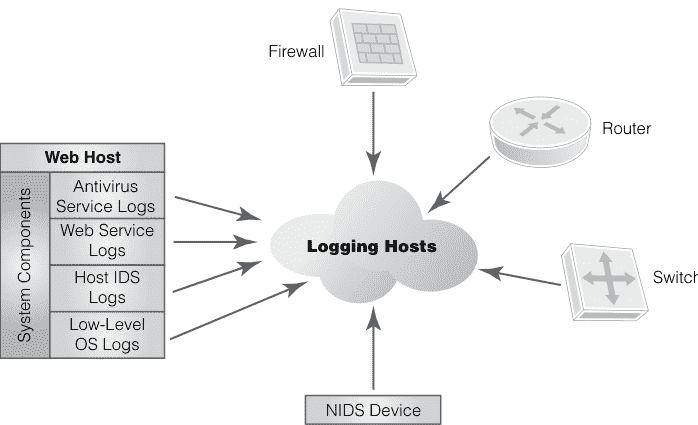 Firewall
Router
Web Host
System Components
Antivirus
Service Logs
Web Service
Logs
Host IDS
Logs
Low-Level
OS Logs
Logging Hosts
Switch
NIDS Device